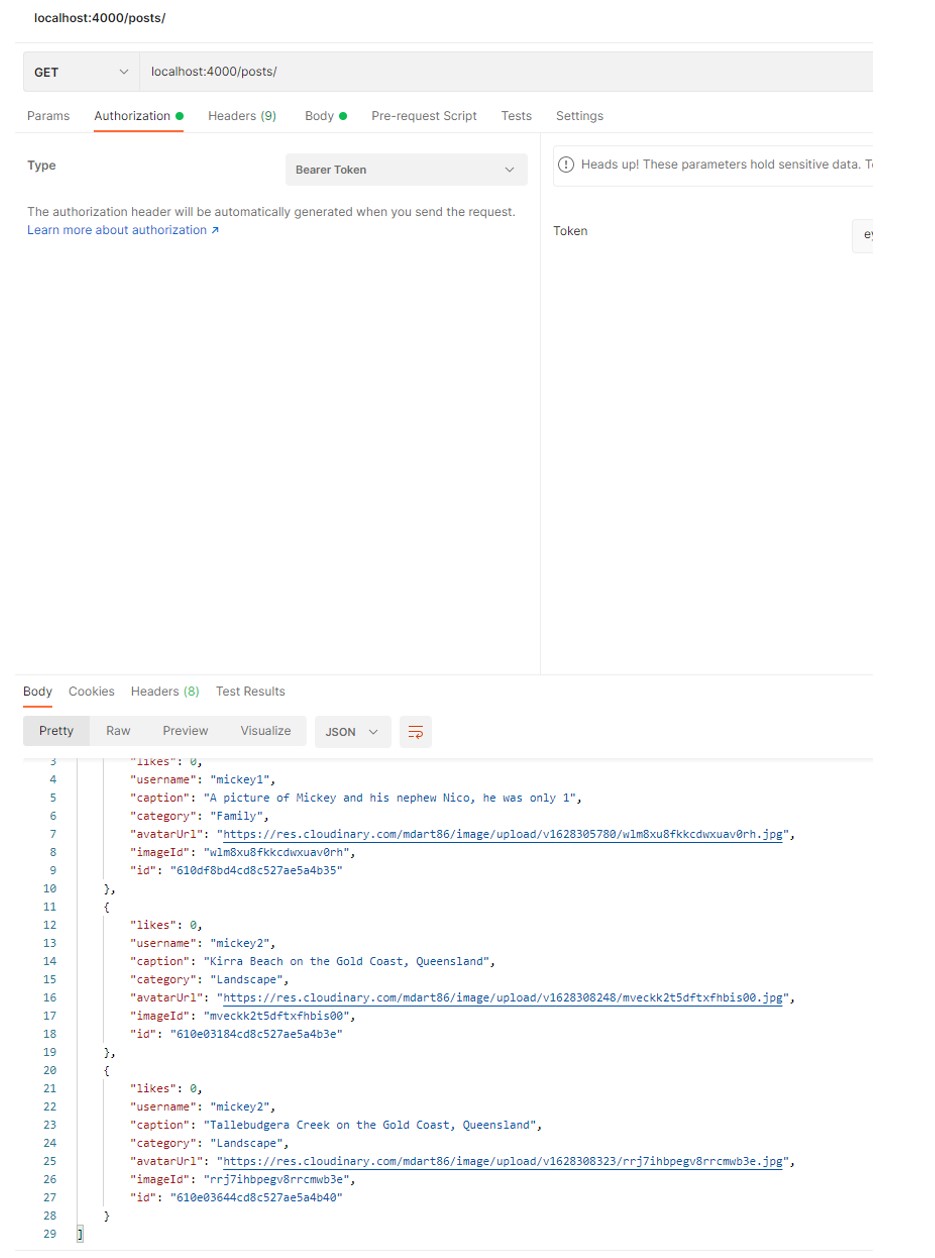 localhost:4000/posts/
GET localhost:4000/posts/
Params Authorization Headers (9) Body Pre-request Script Tests Settings
Type Bearer Token
The authorization header will be automatically generated when you send the request.
Learn more about authorization ↗
Heads up! These parameters hold sensitive data.
Token ey
Body Cookies Headers (8) Test Results
Pretty Raw Preview Visualize JSON
3 "likes": 0,
4 "username": "mickey1",
5 "caption": "A picture of Mickey and his nephew Nico, he was only 1",
6 "category": "Family",
7 "avatarUrl": "https://res.cloudinary.com/mdart86/image/upload/v1628305780/wlm8xu8fkkcdwxuav0rh.jpg",
8 "imageId": "wlm8xu8fkkcdwxuav0rh",
9 "id": "610df8bd4cd8c527ae5a4b35"
10 },
11 {
12 "likes": 0,
13 "username": "mickey2",
14 "caption": "Kirra Beach on the Gold Coast, Queensland",
15 "category": "Landscape",
16 "avatarUrl": "https://res.cloudinary.com/mdart86/image/upload/v1628308248/mveckk2t5dftxfhbis00.jpg",
17 "imageId": "mveckk2t5dftxfhbis00",
18 "id": "610e03184cd8c527ae5a4b3e"
19 },
20 {
21 "likes": 0,
22 "username": "mickey2",
23 "caption": "Tallebudgera Creek on the Gold Coast, Queensland",
24 "category": "Landscape",
25 "avatarUrl": "https://res.cloudinary.com/mdart86/image/upload/v1628308323/rrj7ihbpegv8rrcmwb3e.jpg",
26 "imageId": "rrj7ihbpegv8rrcmwb3e",
27 "id": "610e03644cd8c527ae5a4b40"
28 }
29 ]